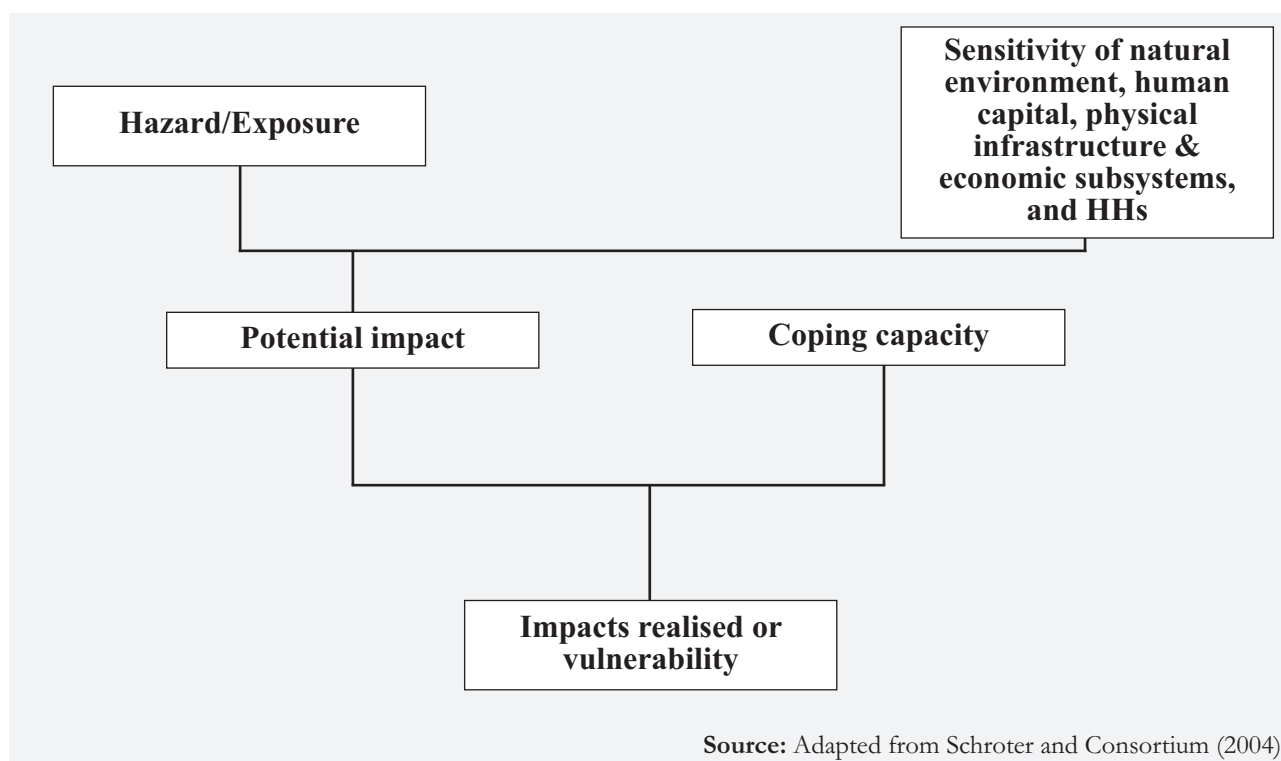 Hazard/Exposure
Sensitivity of natural
environment, human
capital, physical
infrastructure &
economic subsystems,
and HHs
Potential impact
Coping capacity
Impacts realised or
vulnerability
Source: Adapted from Schroter and Consortium (2004)